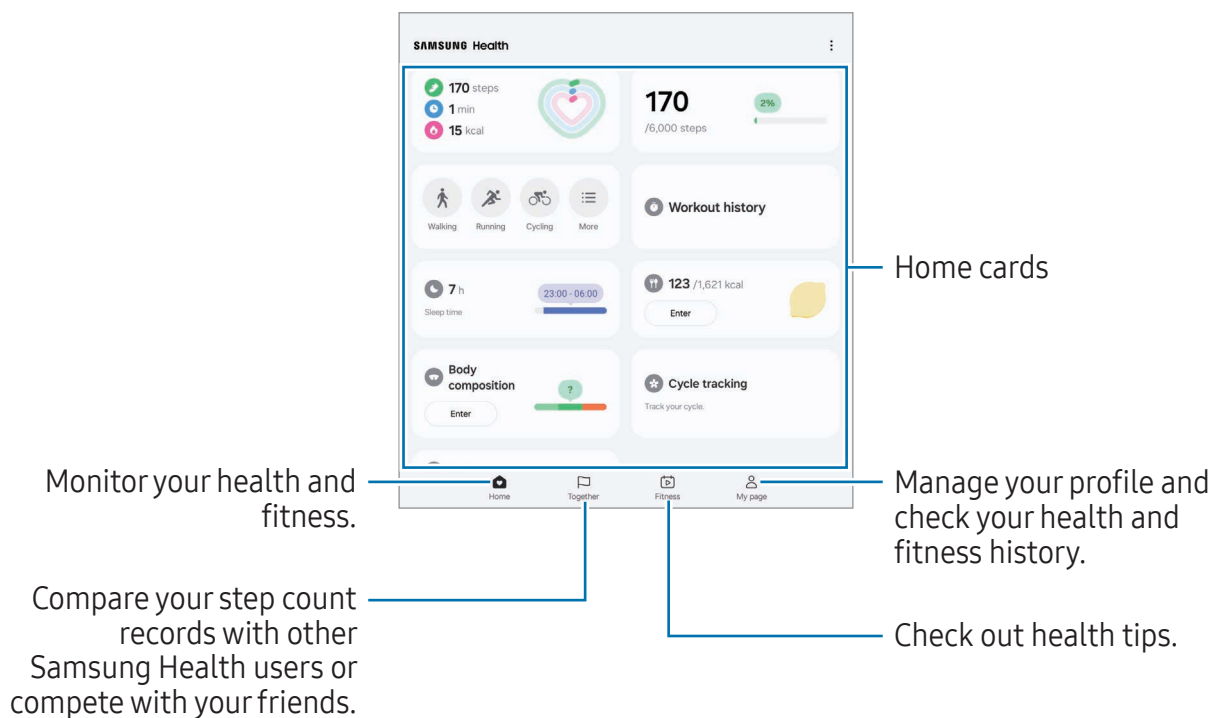 SAMSUNG Health
170 steps
1 min
15 kcal
170
/6,000 steps
2%
Walking
Running
Cycling
More
Workout history
7 h
Sleep time
23:00 - 06:00
123 /1,621 kcal
Enter
Body
composition
Enter
?
Cycle tracking
Track your cycle.
Home
Together
Fitness
My page
Home cards
Monitor your health and
fitness.
Manage your profile and
check your health and
fitness history.
Compare your step count
records with other
Samsung Health users or
compete with your friends.
Check out health tips.